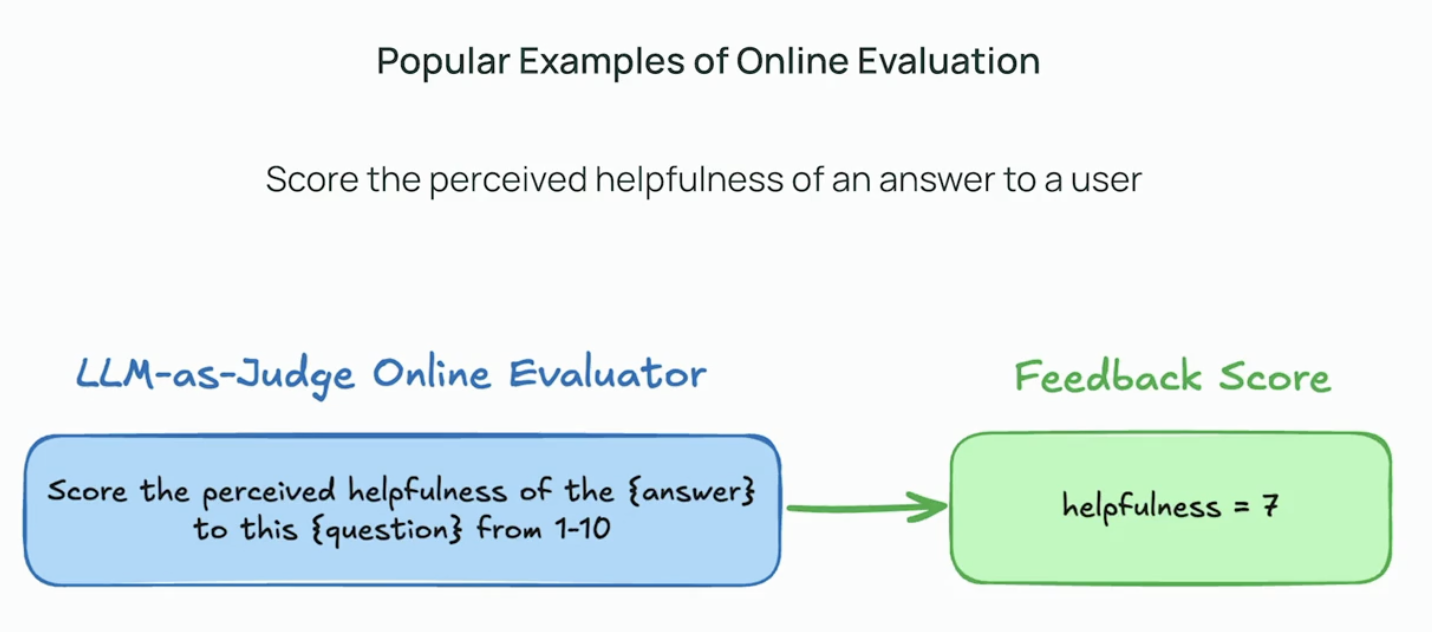 Popular Examples of Online Evaluation
Score the perceived helpfulness of an answer to a user
LLM-as-Judge Online Evaluator
Feedback Score
Score the perceived helpfulness of the {answer}
to this {question} from 1-10
helpfulness = 7